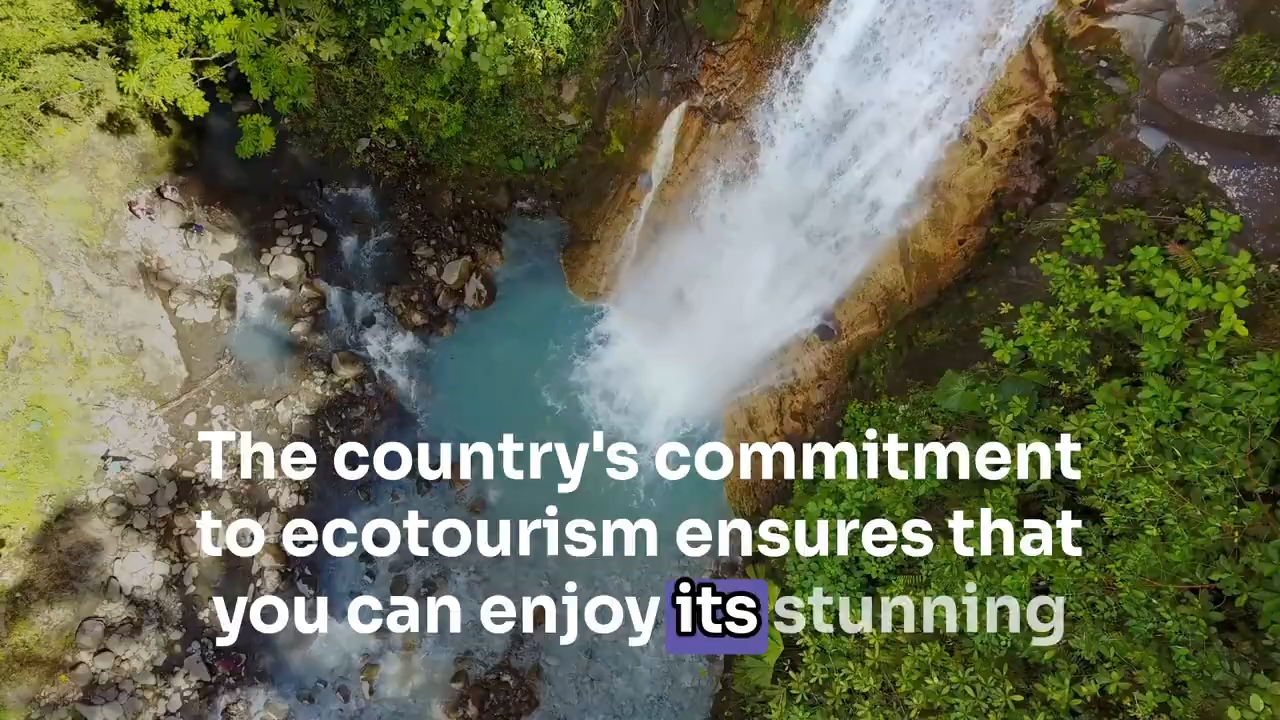 The country's commitment
to ecotourism ensures that
you can enjoy its stunning